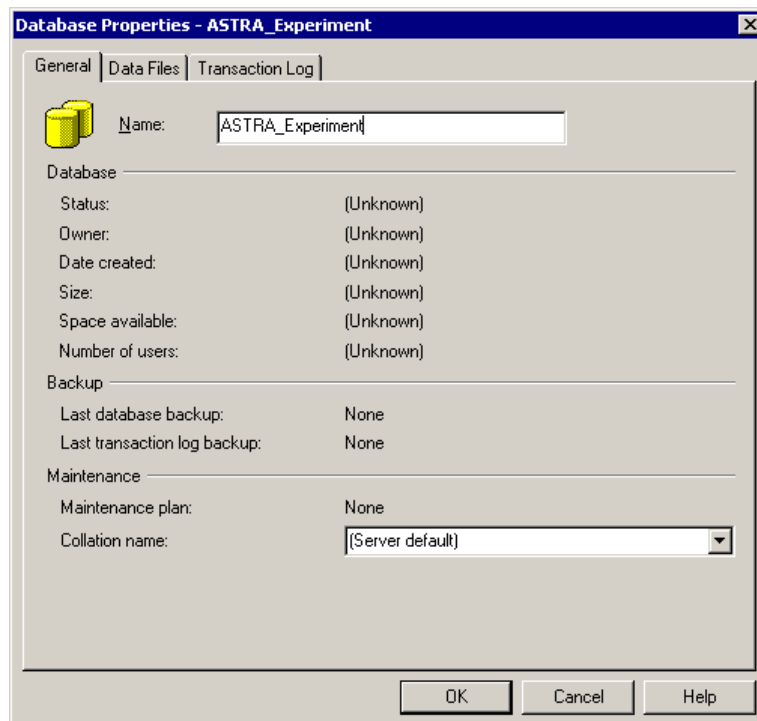 Database Properties - ASTRA_Experiment
General Data Files Transaction Log
Name: ASTRA_Experiment
Database
Status: (Unknown)
Owner: (Unknown)
Date created: (Unknown)
Size: (Unknown)
Space available: (Unknown)
Number of users: (Unknown)
Backup
Last database backup: None
Last transaction log backup: None
Maintenance
Maintenance plan: None
Collation name: (Server default)
OK Cancel Help